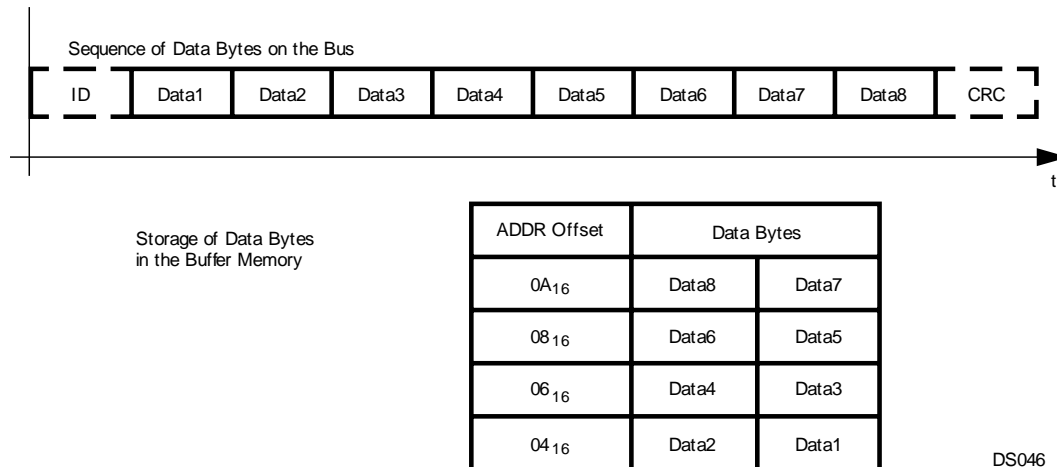 Sequence of Data Bytes on the Bus
ID Data1 Data2 Data3 Data4 Data5 Data6 Data7 Data8 CRC
t
Storage of Data Bytes
in the Buffer Memory
ADDR Offset Data Bytes
0A16 Data8 Data7
0816 Data6 Data5
0616 Data4 Data3
0416 Data2 Data1
DS046